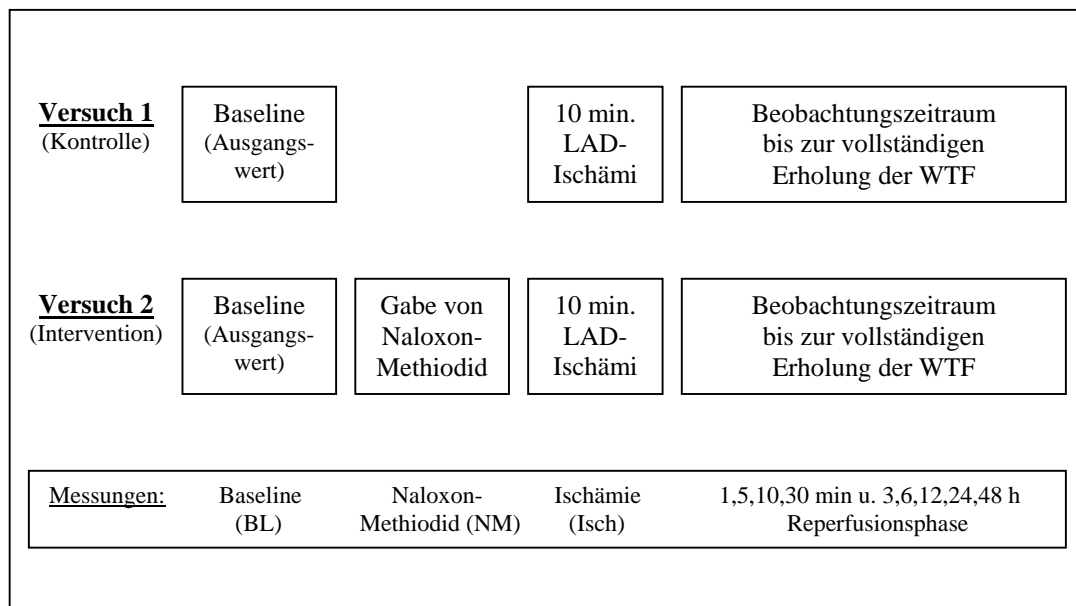 Versuch 1
(Kontrolle)
Baseline
(Ausgangs-
wert)
10 min.
LAD-
Ischämi
Beobachtungszeitraum
bis zur vollständigen
Erholung der WTF
Versuch 2
(Intervention)
Baseline
(Ausgangs-
wert)
Gabe von
Naloxon-
Methiodid
10 min.
LAD-
Ischämi
Beobachtungszeitraum
bis zur vollständigen
Erholung der WTF
Messungen:
Baseline
(BL)
Naloxon-
Methiodid (NM)
Ischämie
(Isch)
1,5,10,30 min u. 3,6,12,24,48 h
Reperfusionsphase